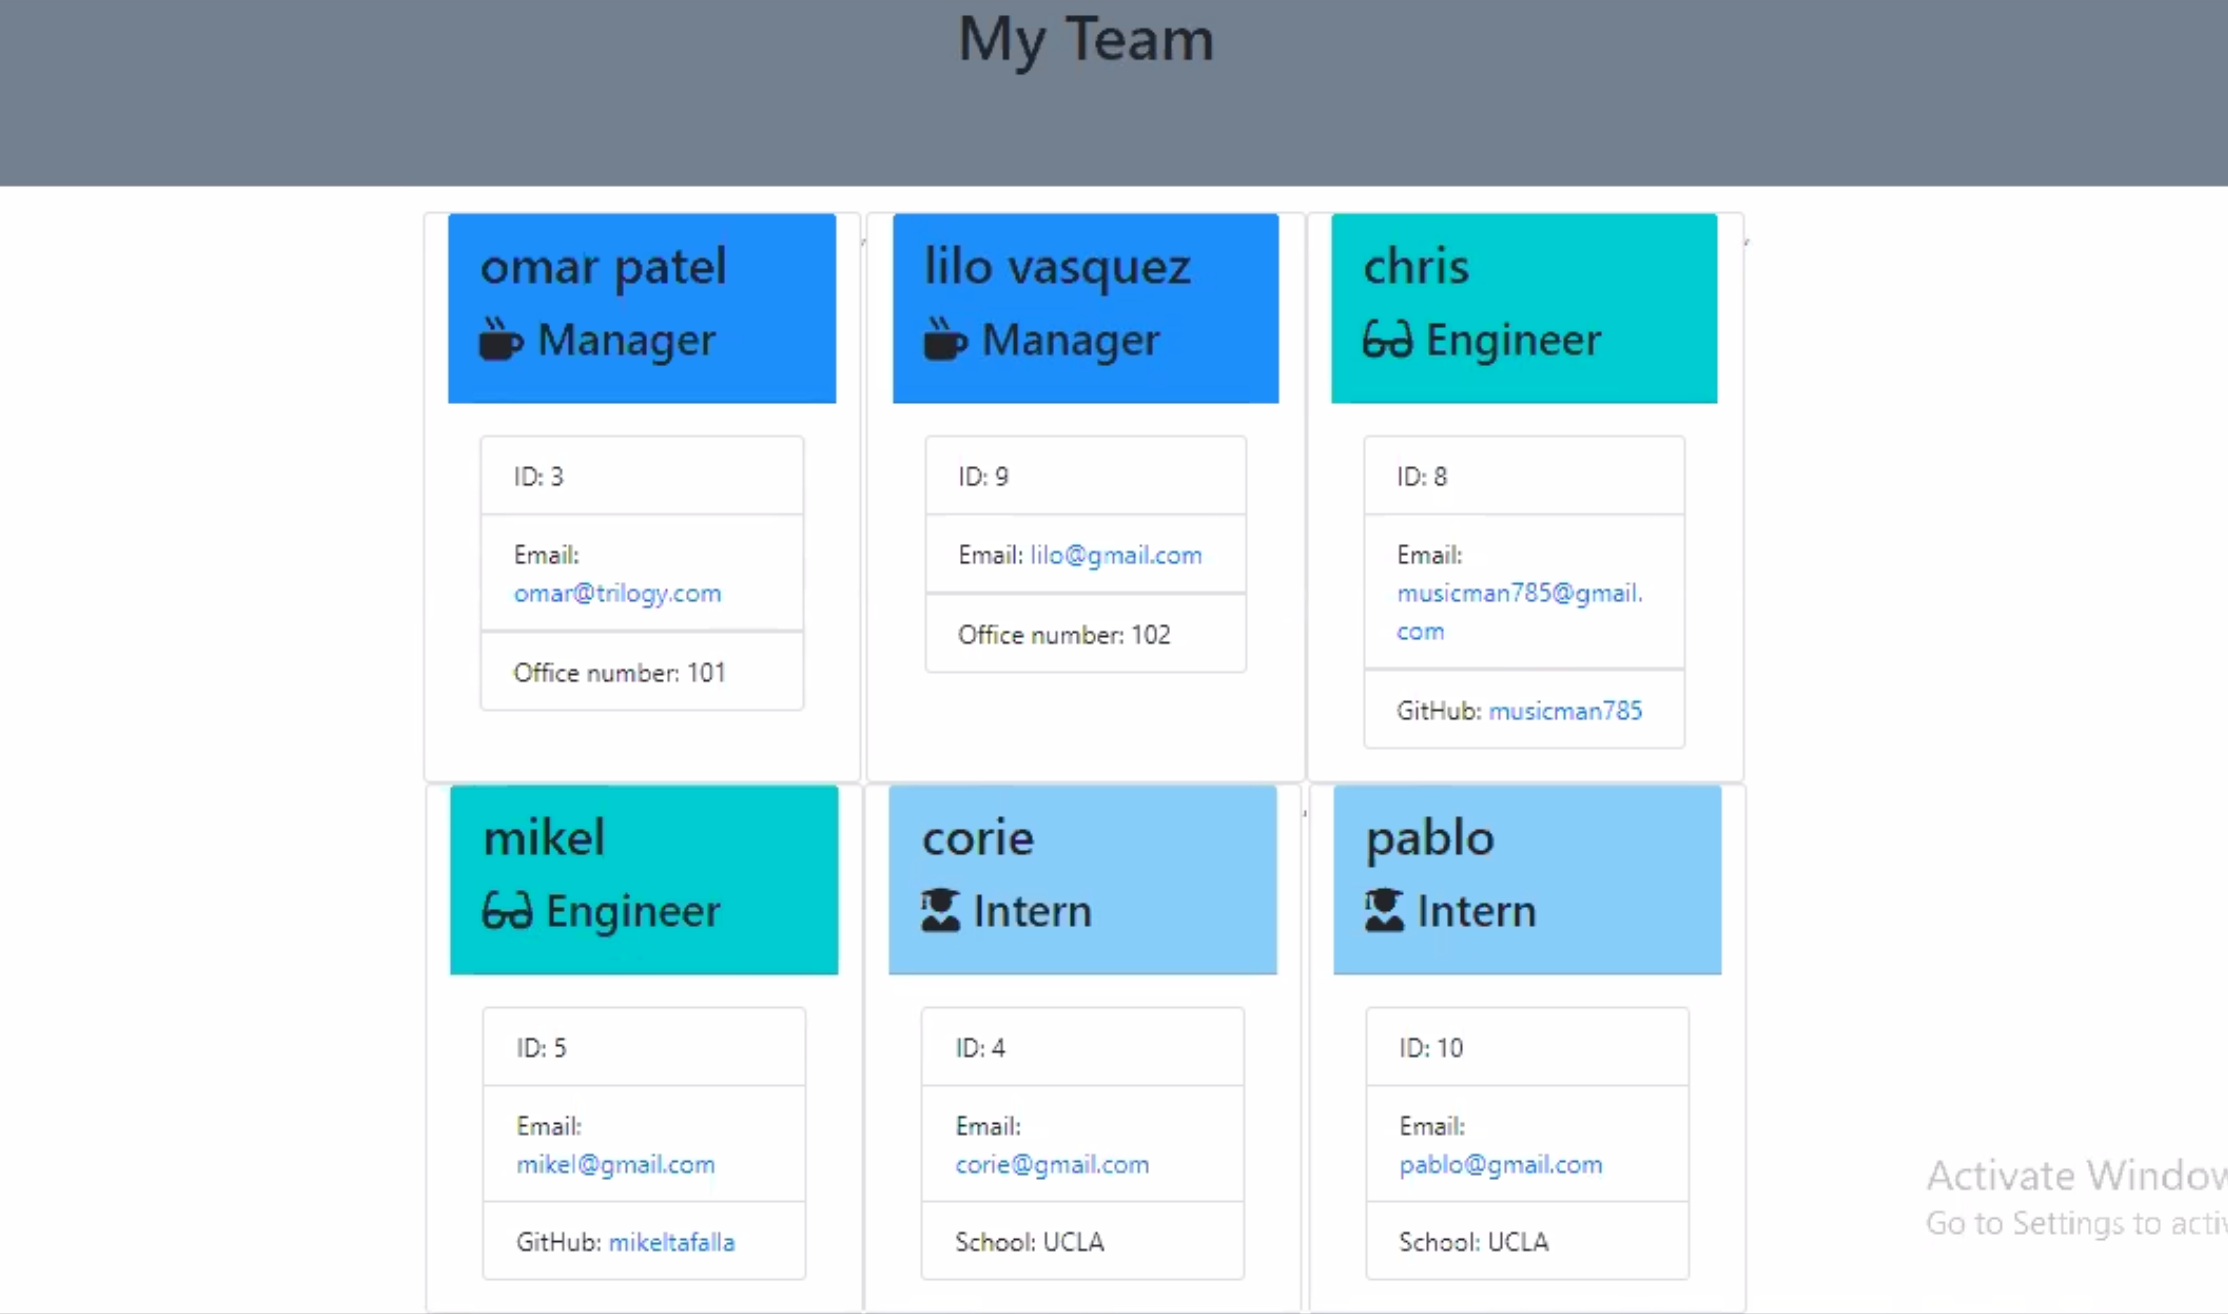 My Team
omar patel
Manager
ID: 3
Email:
omar@trilogy.com
Office number: 101
,
lilo vasquez
Manager
ID: 9
Email: lilo@gmail.com
Office number: 102
chris
Engineer
ID: 8
Email:
musicman785@gmail.
com
GitHub: musicman785
,
mikel
Engineer
ID: 5
Email:
mikel@gmail.com
GitHub: mikeltafalla
corie
Intern
ID: 4
Email:
corie@gmail.com
School: UCLA
,
pablo
Intern
ID: 10
Email:
pablo@gmail.com
School: UCLA
Activate Window
Go to Settings to activ